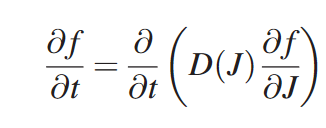 ∂f/∂t = ∂/∂t ( D(J) ∂f/∂J )